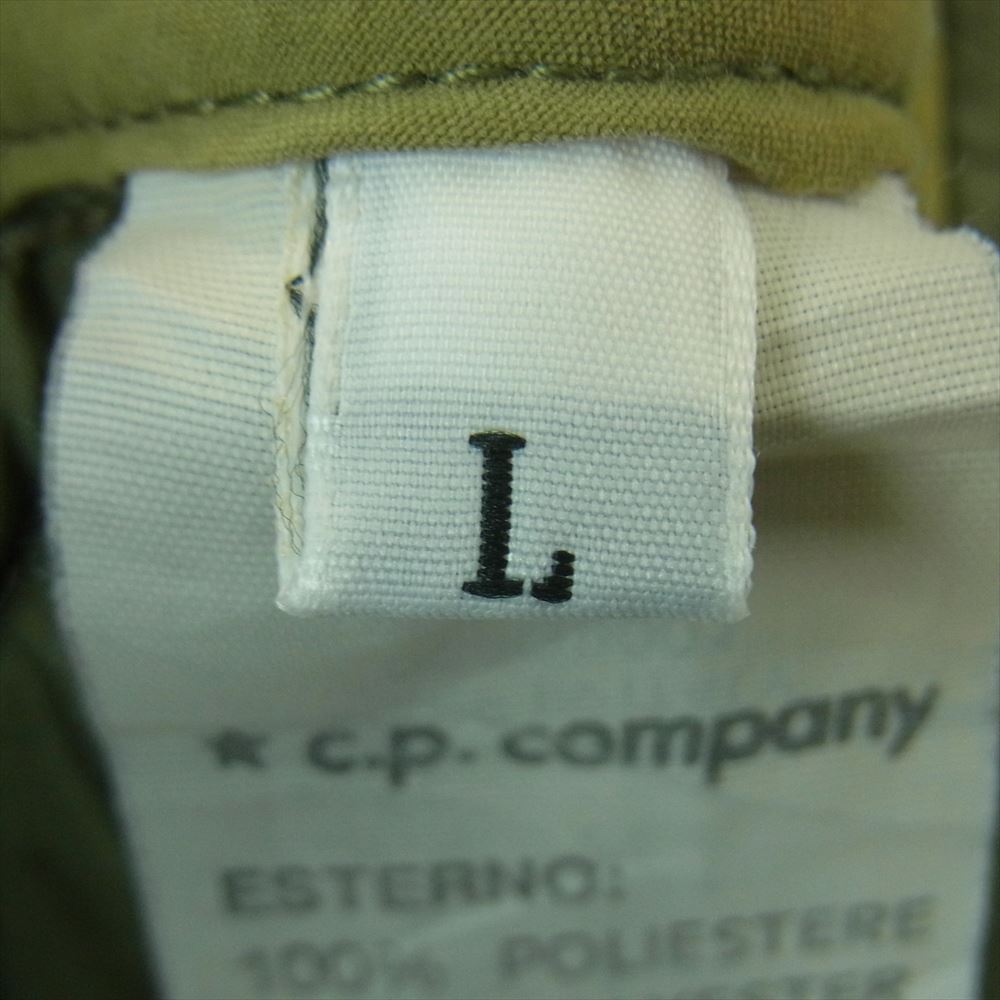 L
★ c.p. company
ESTERNO:
100% POLIESTERE